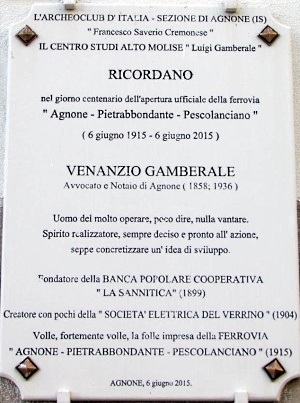 L'ARCHEOCLUB D' ITALIA - SEZIONE DI AGNONE (IS)
" Francesco Saverio Cremonese"
IL CENTRO STUDI ALTO MOLISE " Luigi Gamberale"
RICORDANO
nel giorno centenario dell'apertura ufficiale della ferrovia
" Agnone - Pietrabbondante - Pescolanciano "
( 6 giugno 1915 - 6 giugno 2015 )
VENANZIO GAMBERALE
Avvocato e Notaio di Agnone ( 1858; 1936 )
Uomo del molto operare, poco dire, nulla vantare.
Spirito realizzatore, sempre deciso e pronto all' azione,
seppe concretizzare un' idea di sviluppo.
Fondatore della BANCA POPOLARE COOPERATIVA
" LA SANNITICA" (1899)
Creatore con pochi della " SOCIETA' ELETTRICA DEL VERRINO " (1904)
Volle, fortemente volle, la folle impresa della FERROVIA
" AGNONE - PIETRABBONDANTE - PESCOLANCIANO " (1915)
AGNONE, 6 giugno 2015.